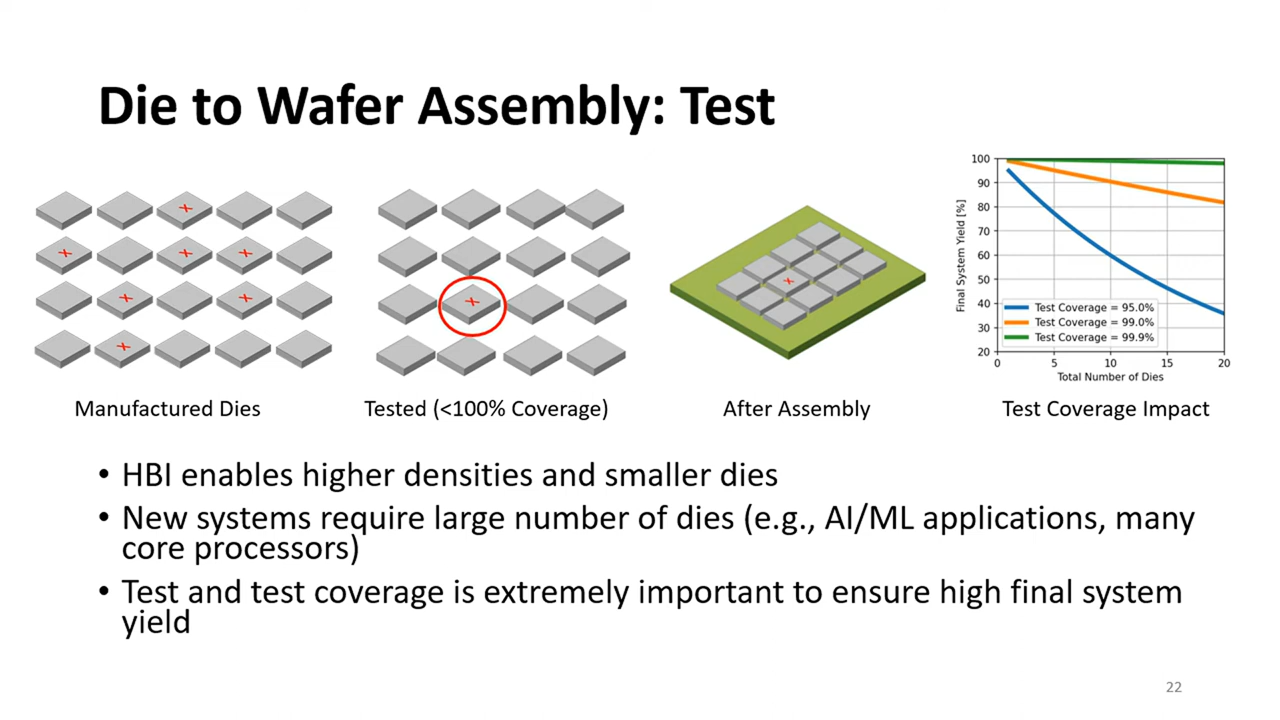 Die to Wafer Assembly: Test
X
X
X
X
X
X
X
Manufactured Dies
X
Tested (<100% Coverage)
X
After Assembly
Final System Yield [%]
100
90
80
70
60
50
40
30
20
Test Coverage = 95.0%
Test Coverage = 99.0%
Test Coverage = 99.9%
0 5 10 15 20
Total Number of Dies
Test Coverage Impact
• HBI enables higher densities and smaller dies
• New systems require large number of dies (e.g., AI/ML applications, many
core processors)
• Test and test coverage is extremely important to ensure high final system
yield
22